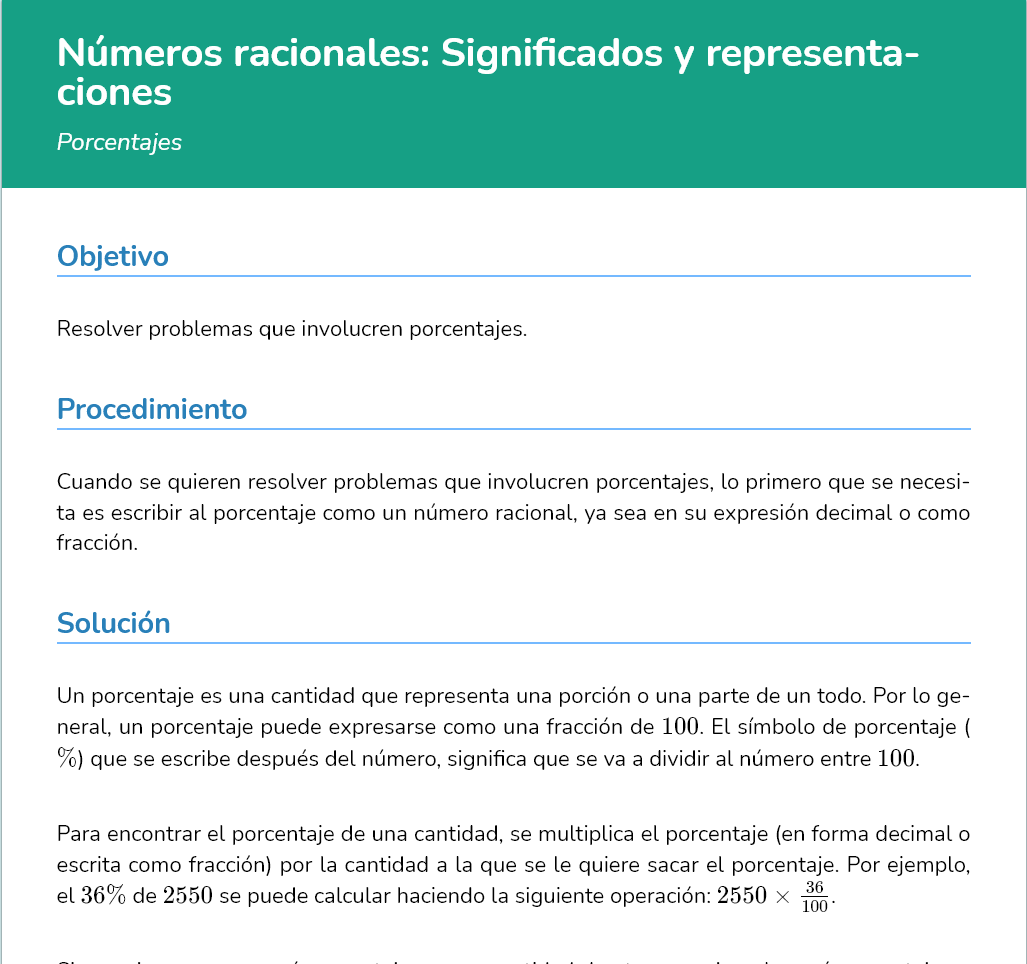 Números racionales: Significados y representa-
ciones
Porcentajes
Objetivo
Resolver problemas que involucren porcentajes.
Procedimiento
Cuando se quieren resolver problemas que involucren porcentajes, lo primero que se necesi-
ta es escribir al porcentaje como un número racional, ya sea en su expresión decimal o como
fracción.
Solución
Un porcentaje es una cantidad que representa una porción o una parte de un todo. Por lo ge-
neral, un porcentaje puede expresarse como una fracción de 100. El símbolo de porcentaje (
%) que se escribe después del número, significa que se va a dividir al número entre 100.
Para encontrar el porcentaje de una cantidad, se multiplica el porcentaje (en forma decimal o
escrita como fracción) por la cantidad a la que se le quiere sacar el porcentaje. Por ejemplo,
el 36% de 2550 se puede calcular haciendo la siguiente operación: 2550 × 36/100.